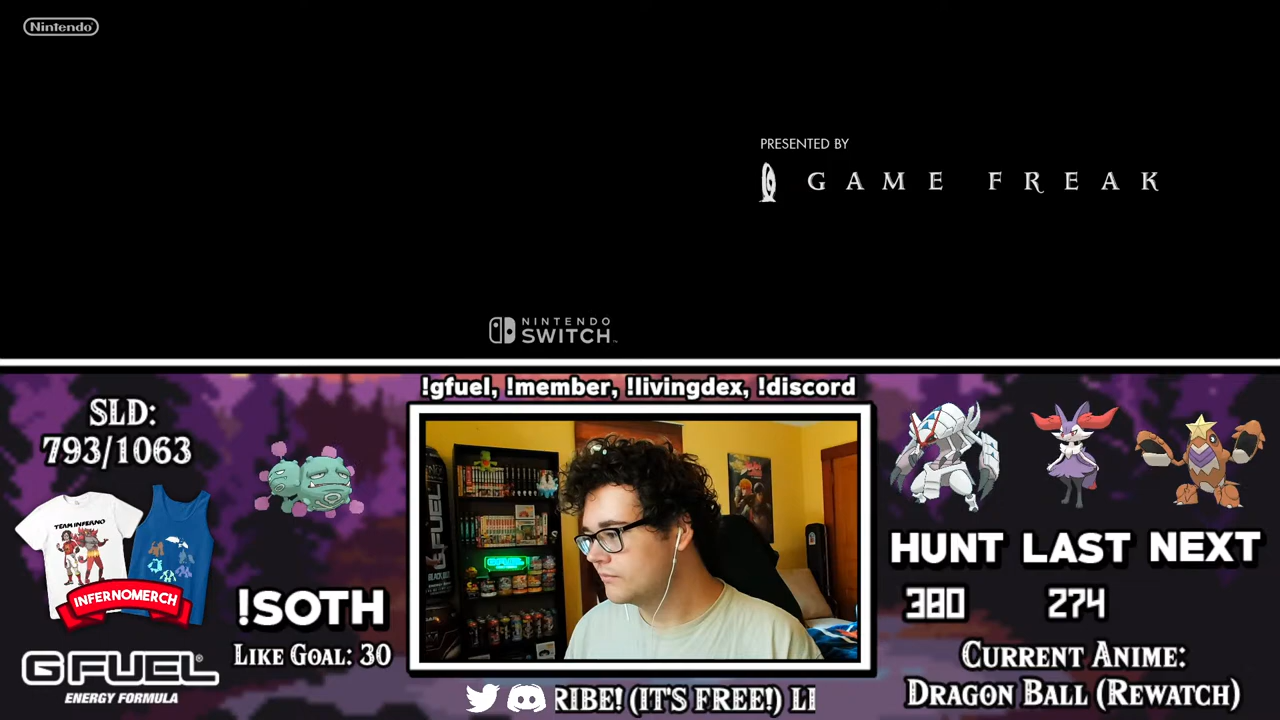 Nintendo
PRESENTED BY
GAME FREAK
NINTENDO
SWITCH
!gfuel, !member, !livingdex, !discord
SLD:
793/1063
TEAM INFERNO
INFERNOMERCH
G FUEL
ENERGY FORMULA
!SOTH
LIKE GOAL: 30
G FUEL
GFUEL
RIBE! (IT'S FREE!) LI
HUNT LAST NEXT
380 274
CURRENT ANIME:
DRAGON BALL (REWATCH)